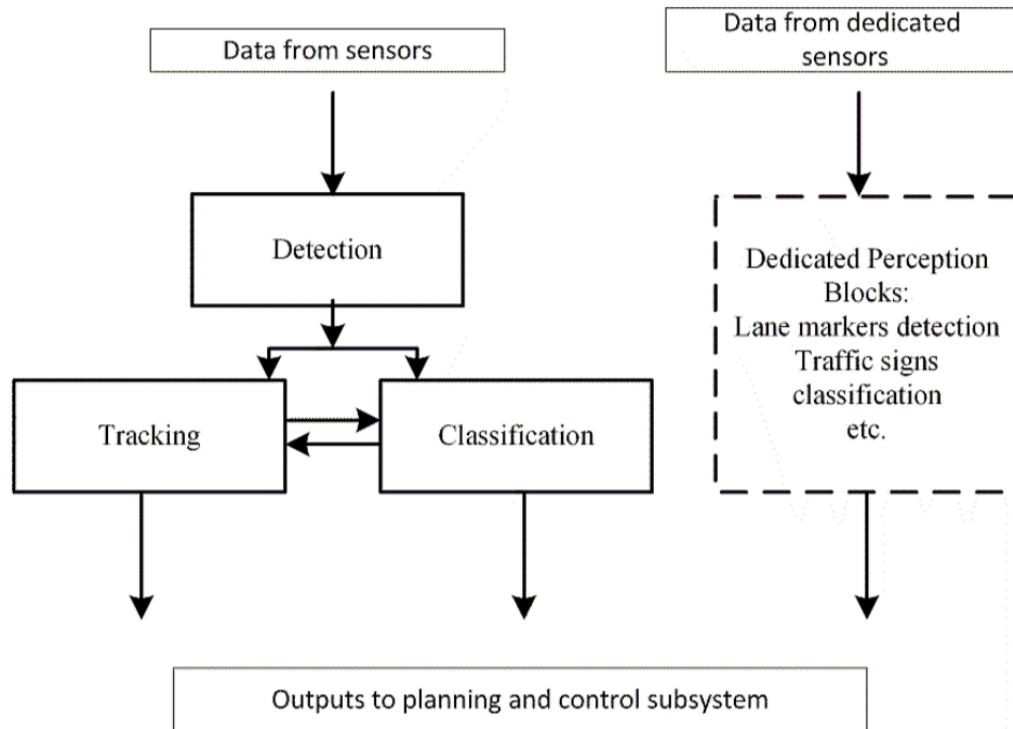 Data from sensors
Data from dedicated
sensors
Detection
Tracking
Classification
Dedicated Perception
Blocks:
Lane markers detection
Traffic signs
classification
etc.
Outputs to planning and control subsystem